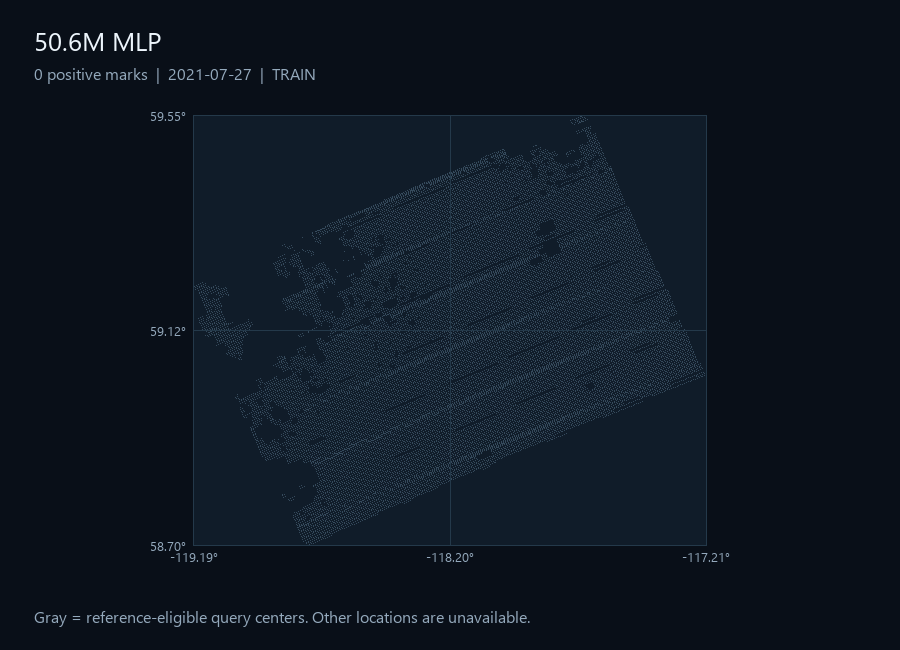 50.6M MLP
0 positive marks | 2021-07-27 | TRAIN
59.55°
59.12°
58.70°
-119.19°
-118.20°
-117.21°
Gray = reference-eligible query centers. Other locations are unavailable.